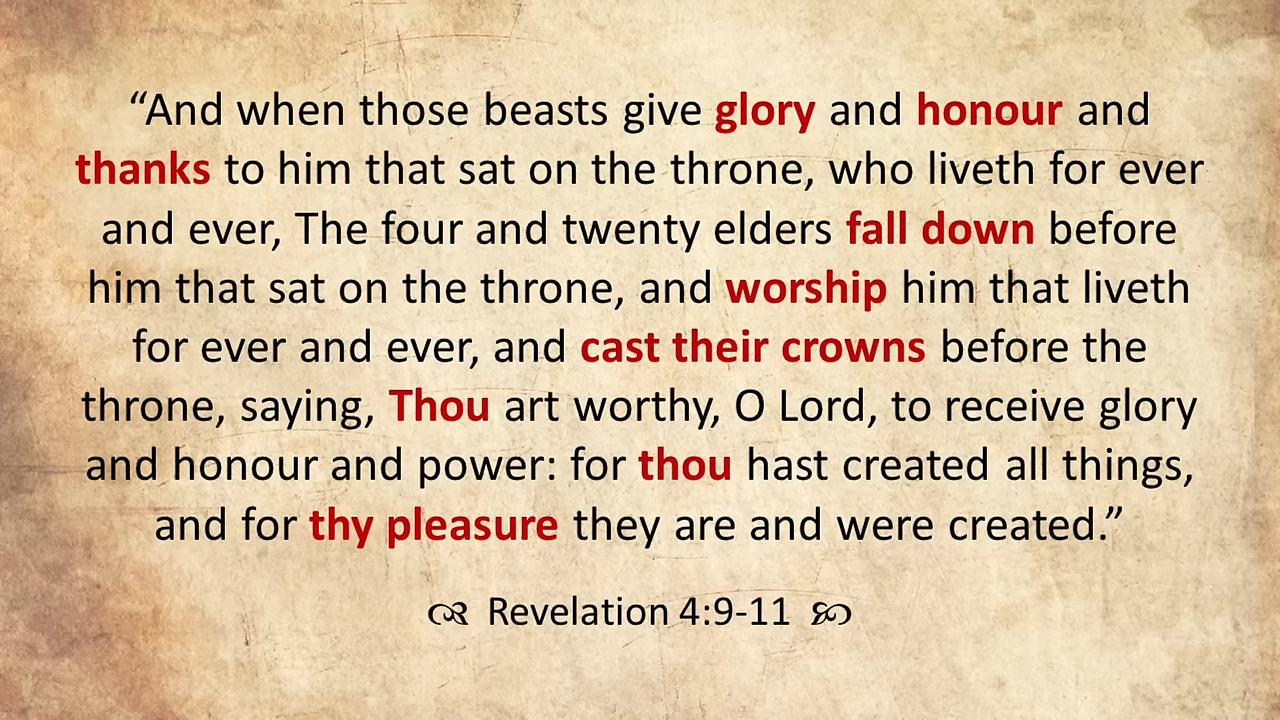 “And when those beasts give glory and honour and
thanks to him that sat on the throne, who liveth for ever
and ever, The four and twenty elders fall down before
him that sat on the throne, and worship him that liveth
for ever and ever, and cast their crowns before the
throne, saying, Thou art worthy, O Lord, to receive glory
and honour and power: for thou hast created all things,
and for thy pleasure they are and were created.”
Revelation 4:9-11